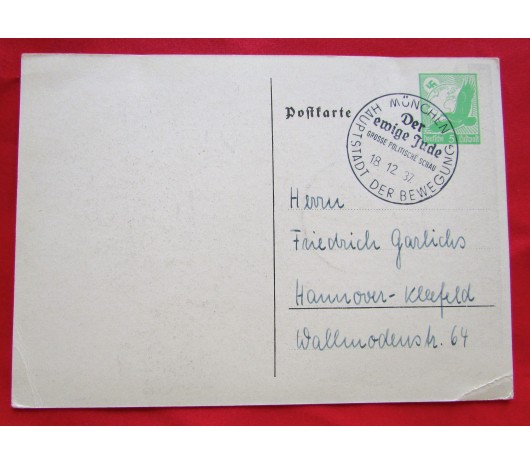 Postkarte
MÜNCHEN
Der
ewige Jude
GROSSE POLITISCHE SCHAU
18.12.37
HAUPTSTADT DER BEWEGUNG
Herrn
Friedrich Garlichs
Hannover-Kleefeld
Wallmodenstr. 64